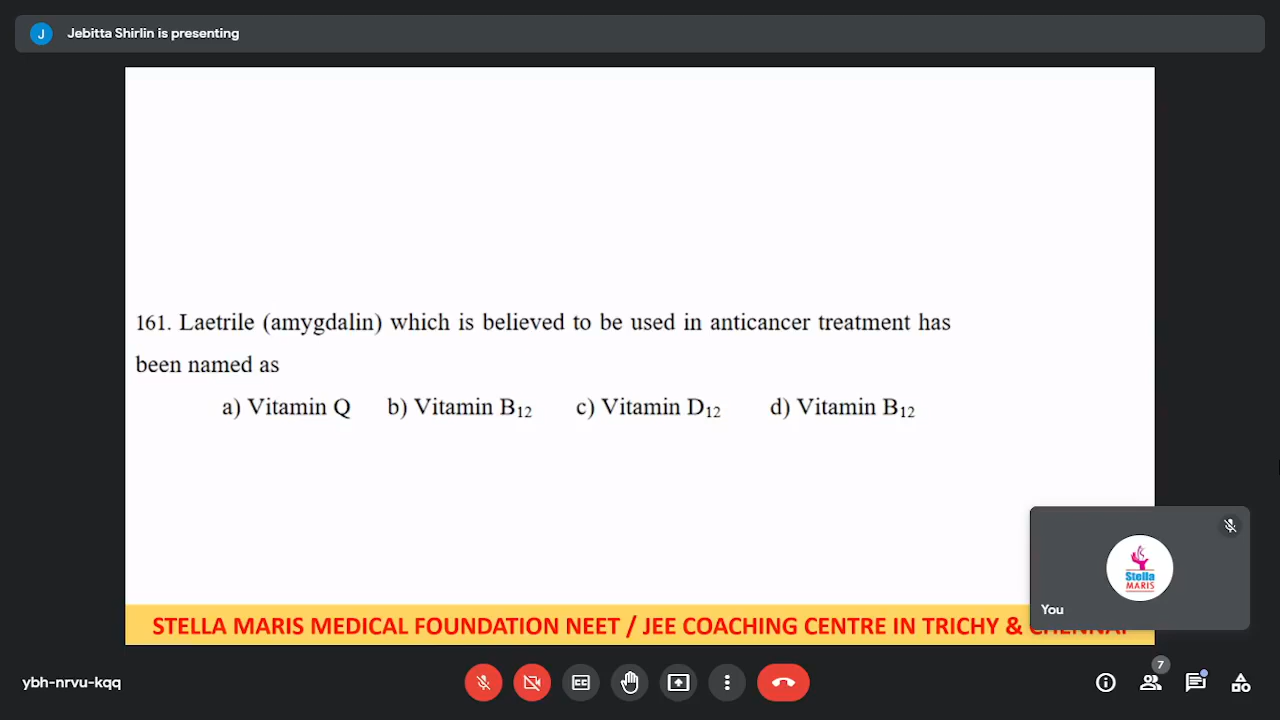 J Jebitta Shirlin is presenting
161. Laetrile (amygdalin) which is believed to be used in anticancer treatment has
been named as
a) Vitamin Q b) Vitamin B12 c) Vitamin D12 d) Vitamin B12
Stella
MARIS
You
STELLA MARIS MEDICAL FOUNDATION NEET / JEE COACHING CENTRE IN TRICHY & CHENNAI
ybh-nrvu-kqq
CC
7